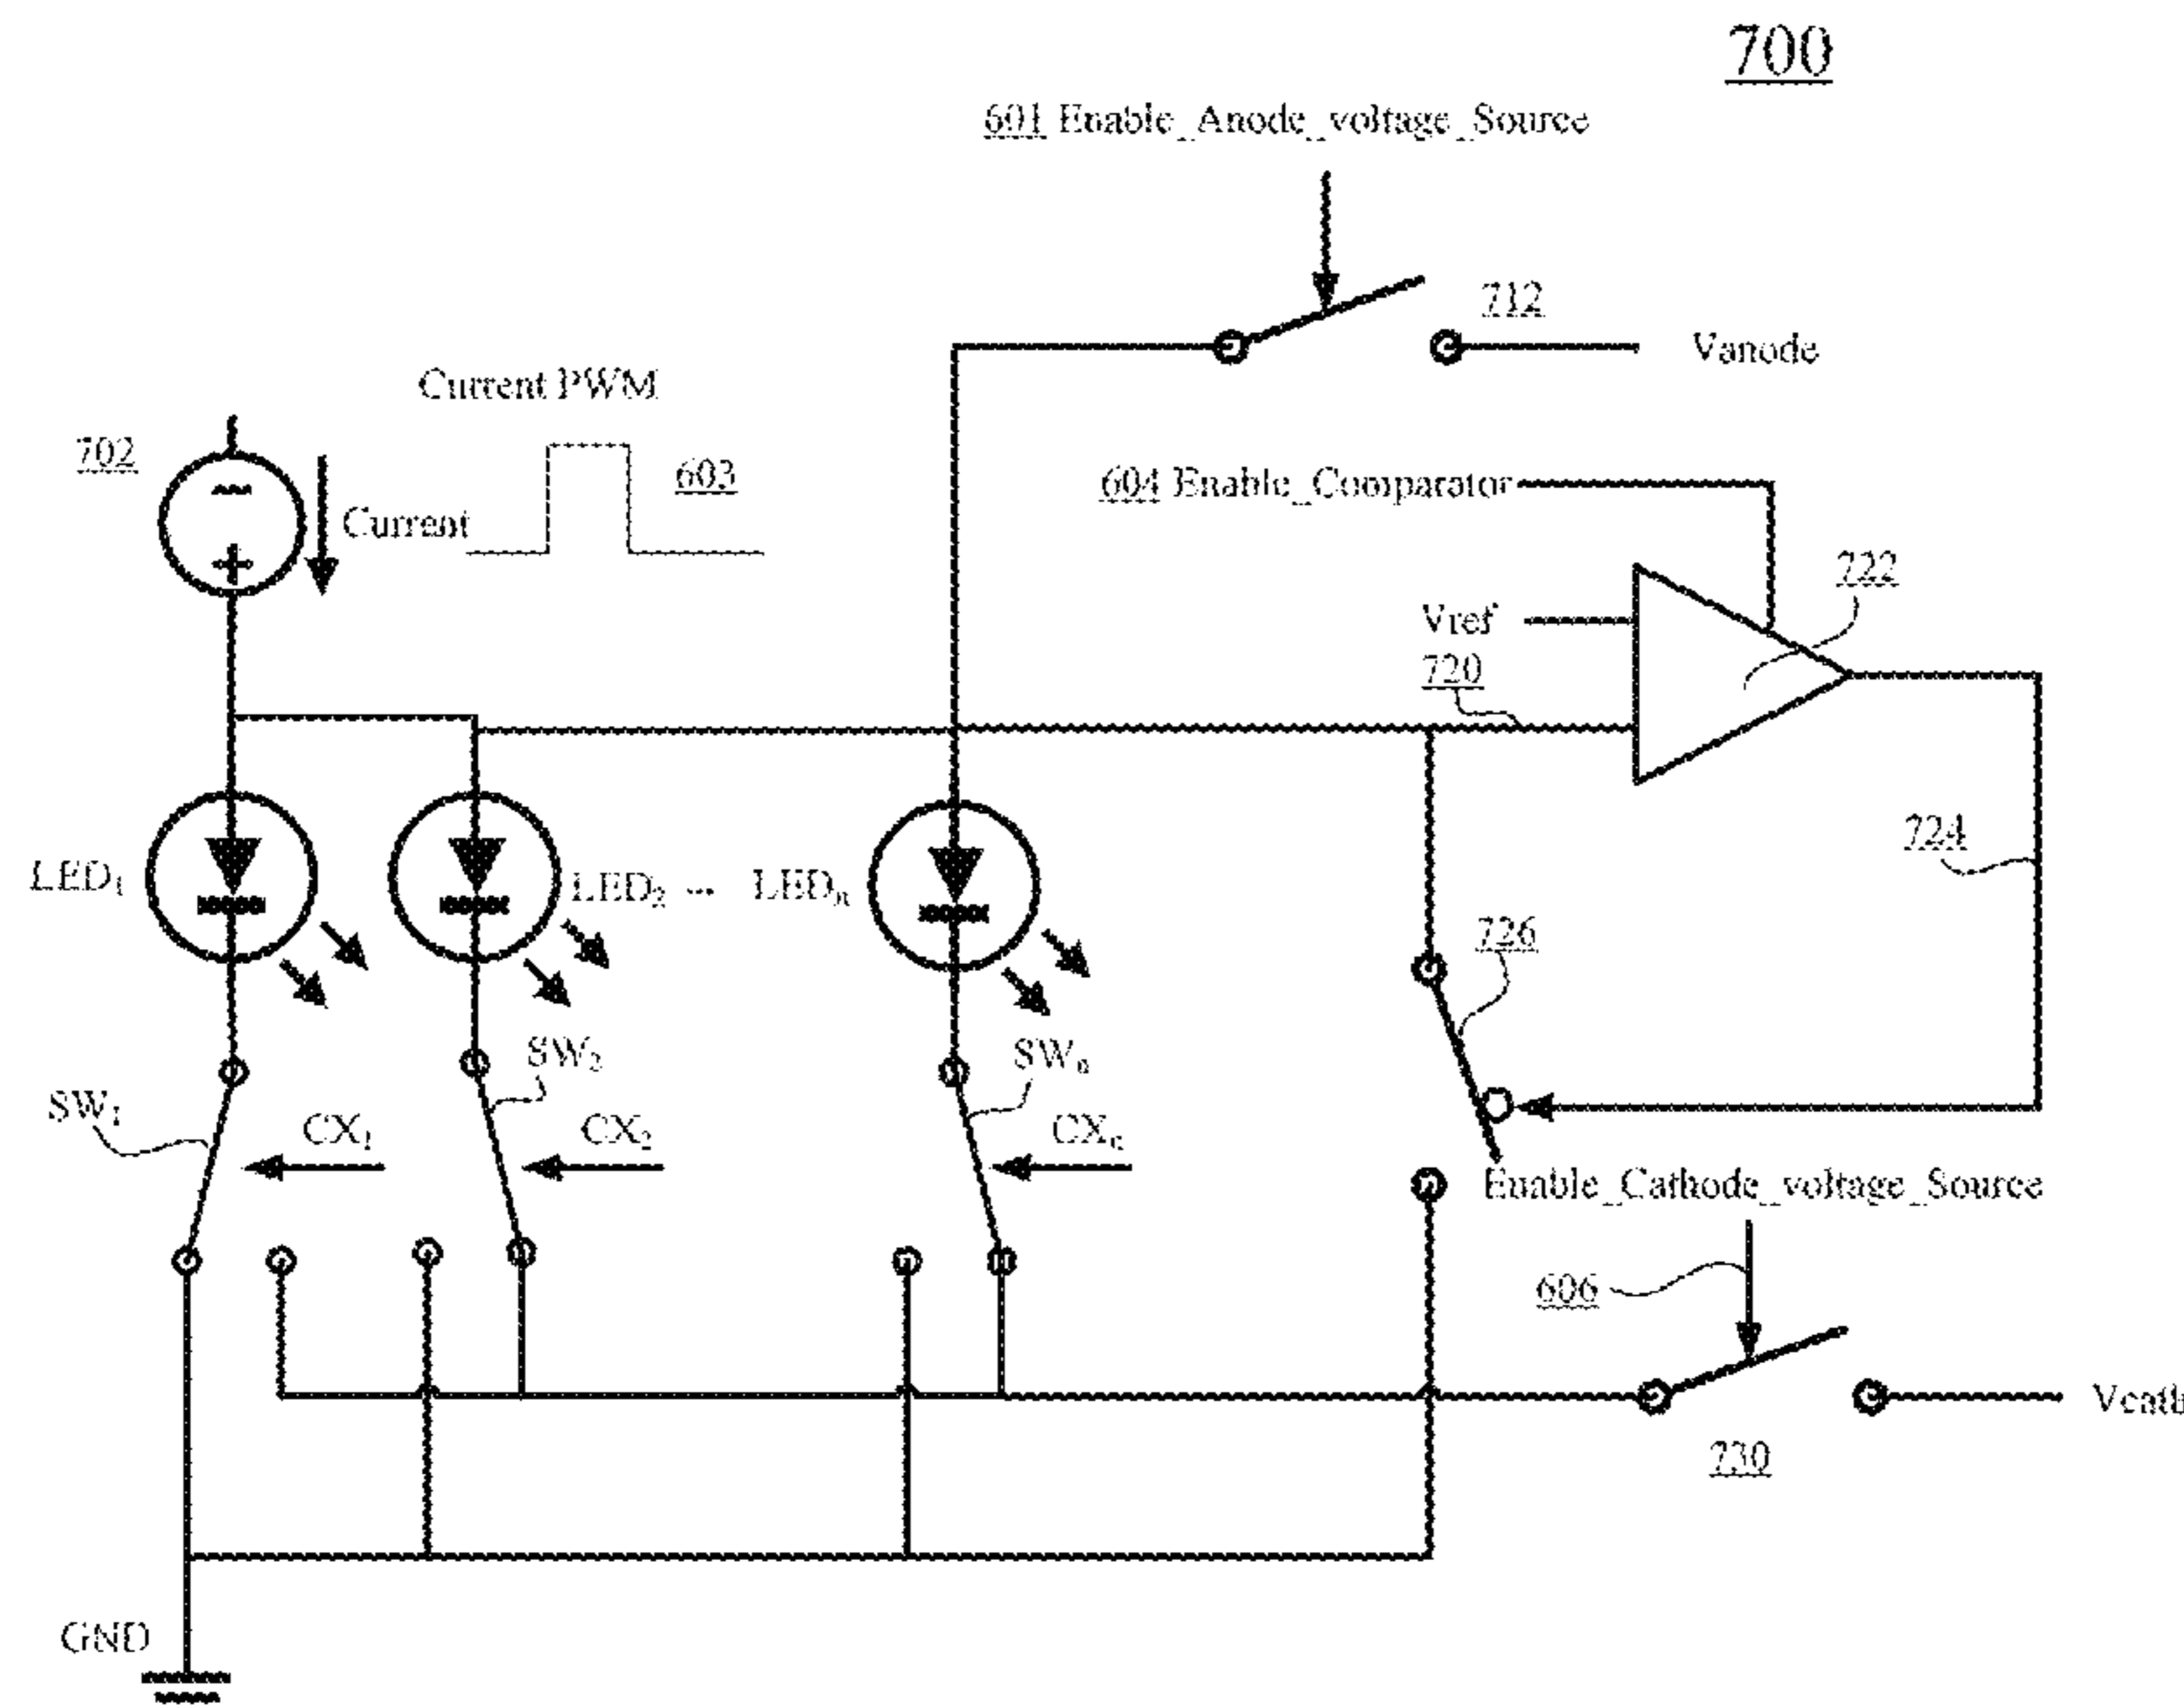 700
601 Enable_Anode_voltage_Source
712
Vanode
Current PWM
702
603
Current
604 Enable_Comparator
722
Vref
720
724
LED₁
LED₂ -- LEDₙ
726
SW₁
SW₂
SWₙ
CX₁
CX₂
CXₙ
Enable_Cathode_voltage_Source
606
Vcath
730
GND